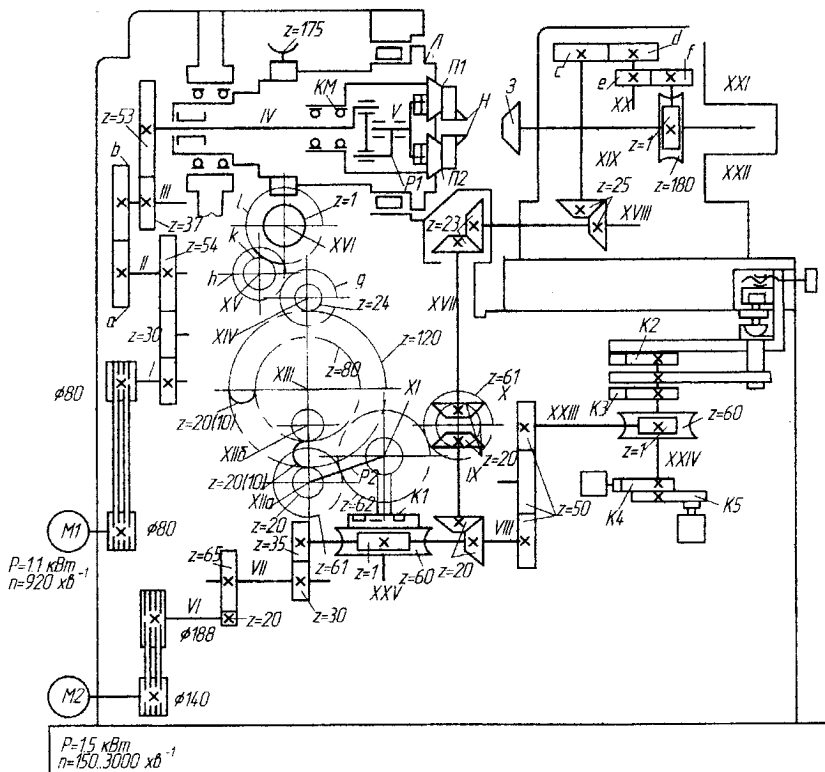 z=175
Л
П1
c
d
e
f
КМ
З
XX
XXI
z=53
IV
V
Н
b
z=1
XIX
XXII
III
Р1
П2
z=180
l
z=1
z=25
z=37
k
z=23
XVIII
z=54
XVI
II
h
g
XV
z=24
XVII
a
XIV
z=30
z=120
К2
I
z=80
XI
z=61
ø80
XIII
X
К3
XXIII
z=60
z=20(10)
XIIб
IX
z=20
z=1
z=20(10)
Р2
XXIV
XIIa
z=62
К1
z=50
К4
К5
z=20
VIII
М1
ø80
z=35
z=65
VII
z=61
z=1
z=60
z=20
Р=1.1 кВт
n=920 хв⁻¹
XXV
z=30
VI
z=20
ø188
М2
ø140
Р=1.5 кВт
n=150..3000 хв⁻¹